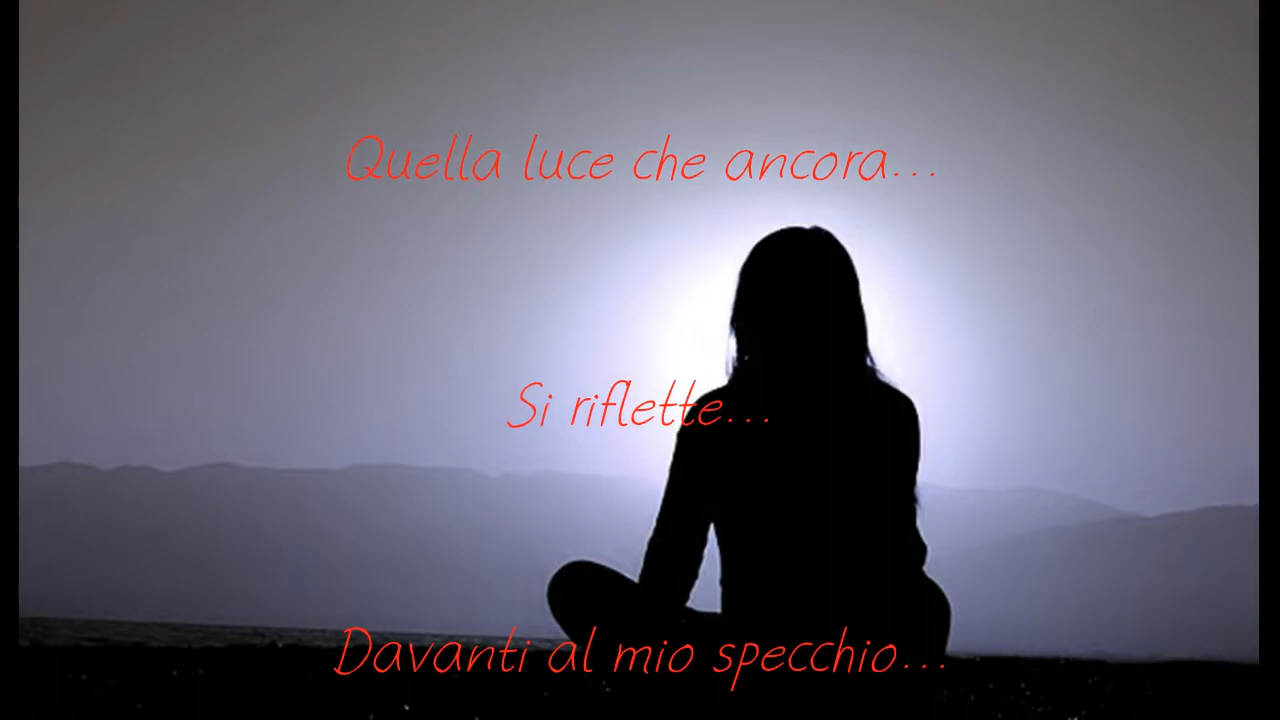 Quella luce che ancora...
Si riflette...
Davanti al mio specchio...